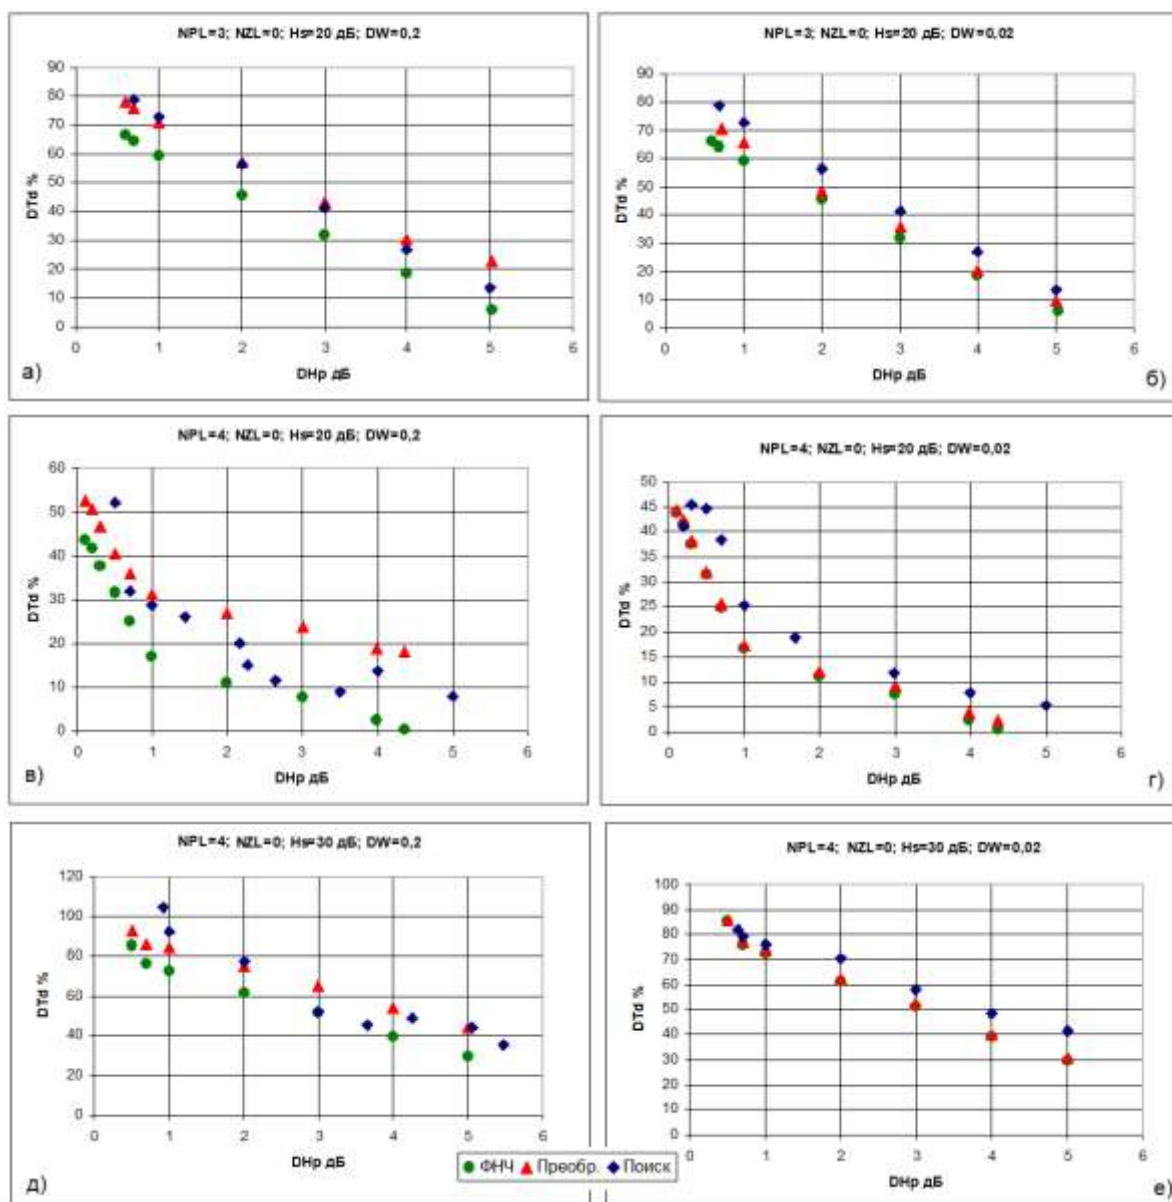 NPL=3; NZL=0; Hs=20 дБ; DW=0,2
90
80
70
60
50
40
30
20
10
0
DTd %
0 1 2 3 4 5 6
DHp дБ
а)
NPL=3; NZL=0; Hs=20 дБ; DW=0,02
90
80
70
60
50
40
30
20
10
0
DTd %
0 1 2 3 4 5 6
DHp дБ
б)
NPL=4; NZL=0; Hs=20 дБ; DW=0,2
60
50
40
30
20
10
0
DTd %
0 1 2 3 4 5 6
DHp дБ
в)
NPL=4; NZL=0; Hs=20 дБ; DW=0,02
50
45
40
35
30
25
20
15
10
5
0
DTd %
0 1 2 3 4 5 6
DHp дБ
г)
NPL=4; NZL=0; Hs=30 дБ; DW=0,2
120
100
80
60
40
20
0
DTd %
0 1 2 3 4 5 6
DHp дБ
д)
NPL=4; NZL=0; Hs=30 дБ; DW=0,02
100
90
80
70
60
50
40
30
20
10
0
DTd %
0 1 2 3 4 5 6
DHp дБ
е)
ФНЧ Преобр. Поиск